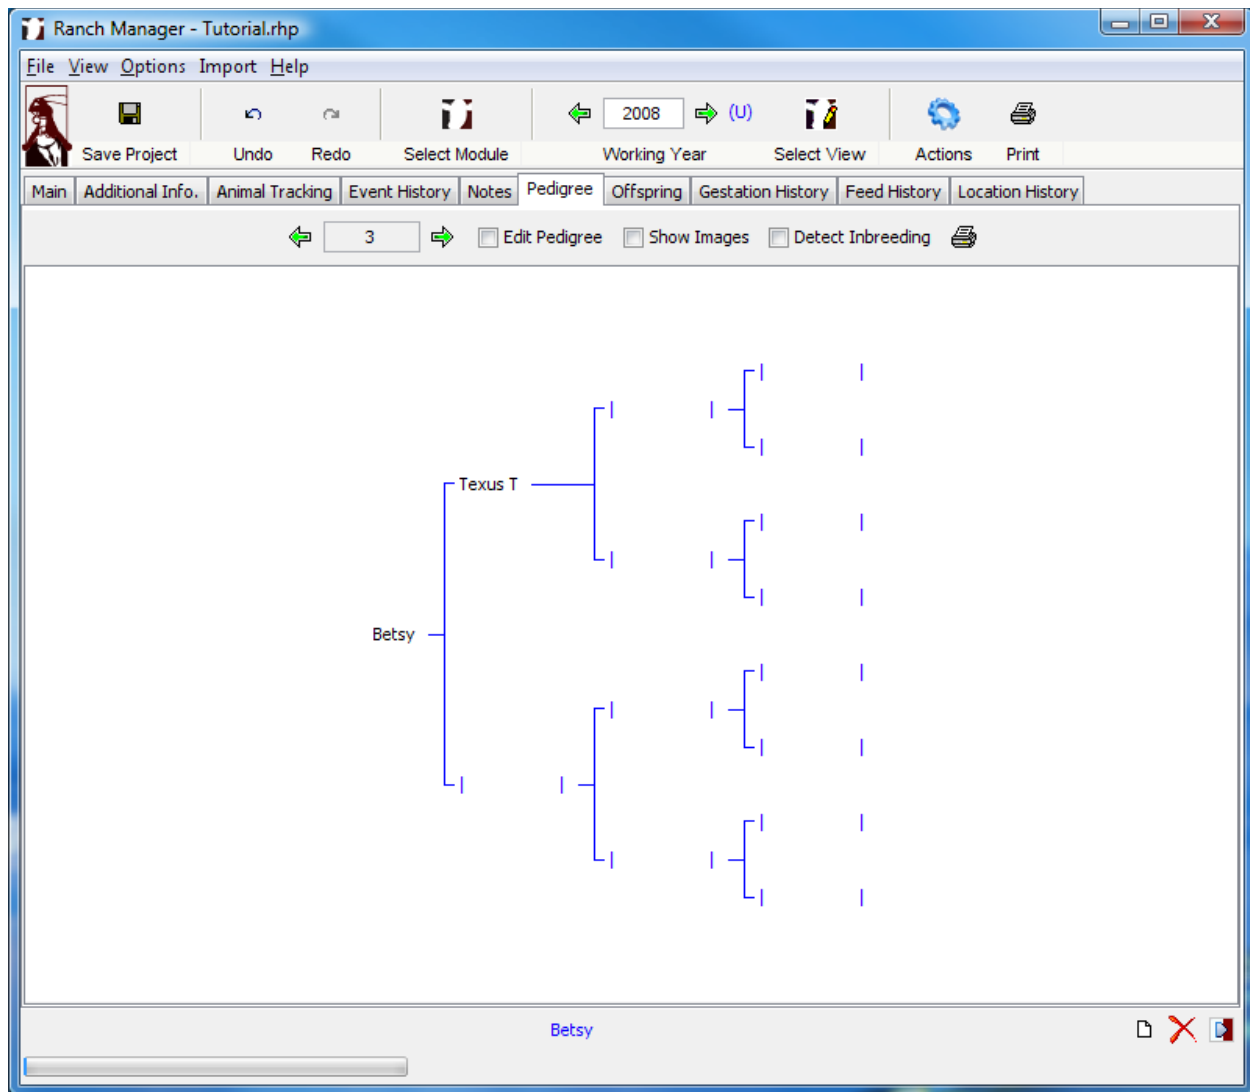 Ranch Manager - Tutorial.rhp
File View Options Import Help
2008 (U)
Save Project Undo Redo Select Module Working Year Select View Actions Print
Main Additional Info. Animal Tracking Event History Notes Pedigree Offspring Gestation History Feed History Location History
3 Edit Pedigree Show Images Detect Inbreeding
Texus T
Betsy
Betsy